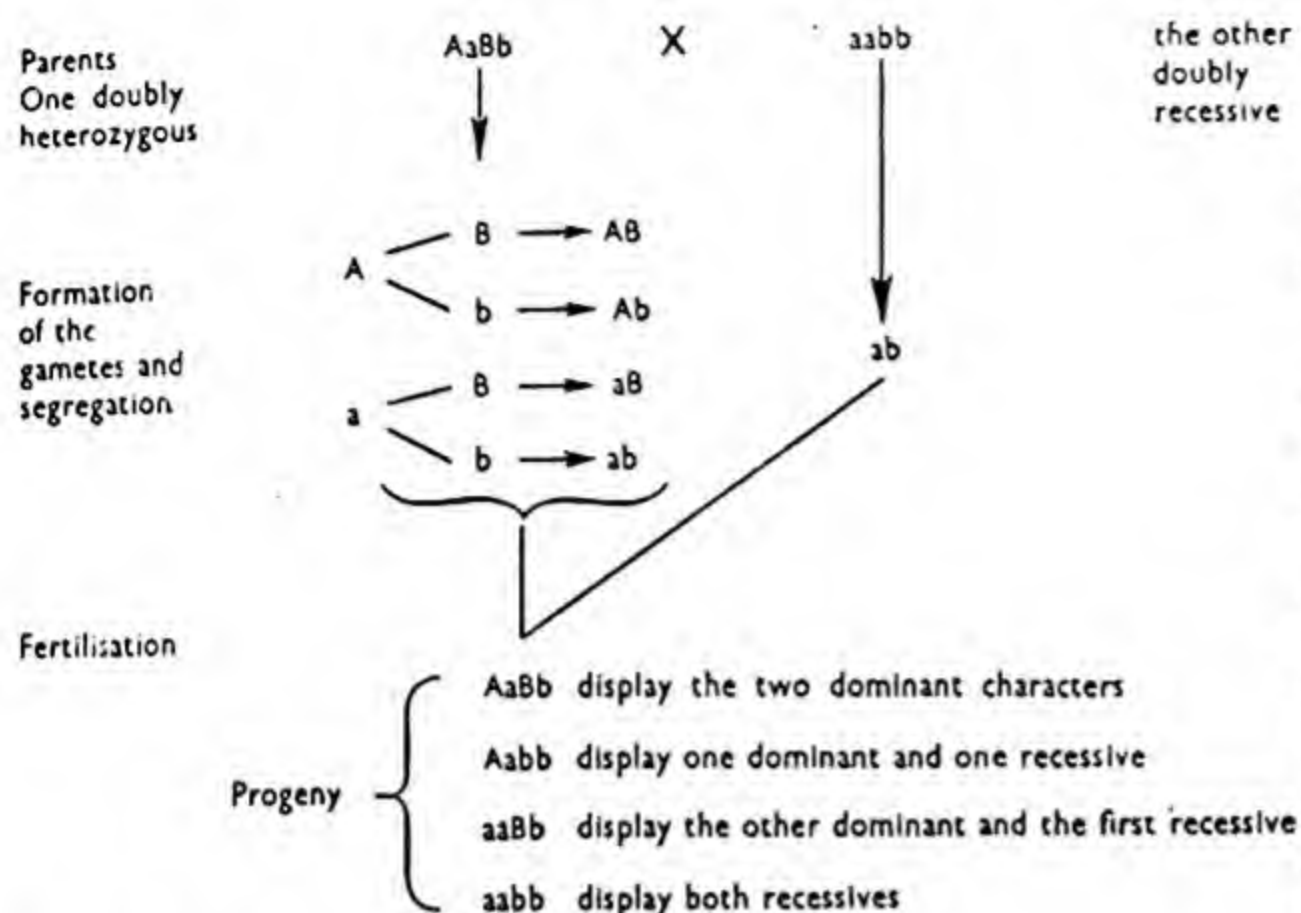 Parents
One doubly
heterozygous
AaBb X aabb
the other
doubly
recessive
Formation
of the
gametes and
segregation
A
B AB
b Ab
a
B aB
b ab
ab
Fertilisation
Progeny
AaBb display the two dominant characters
Aabb display one dominant and one recessive
aaBb display the other dominant and the first recessive
aabb display both recessives